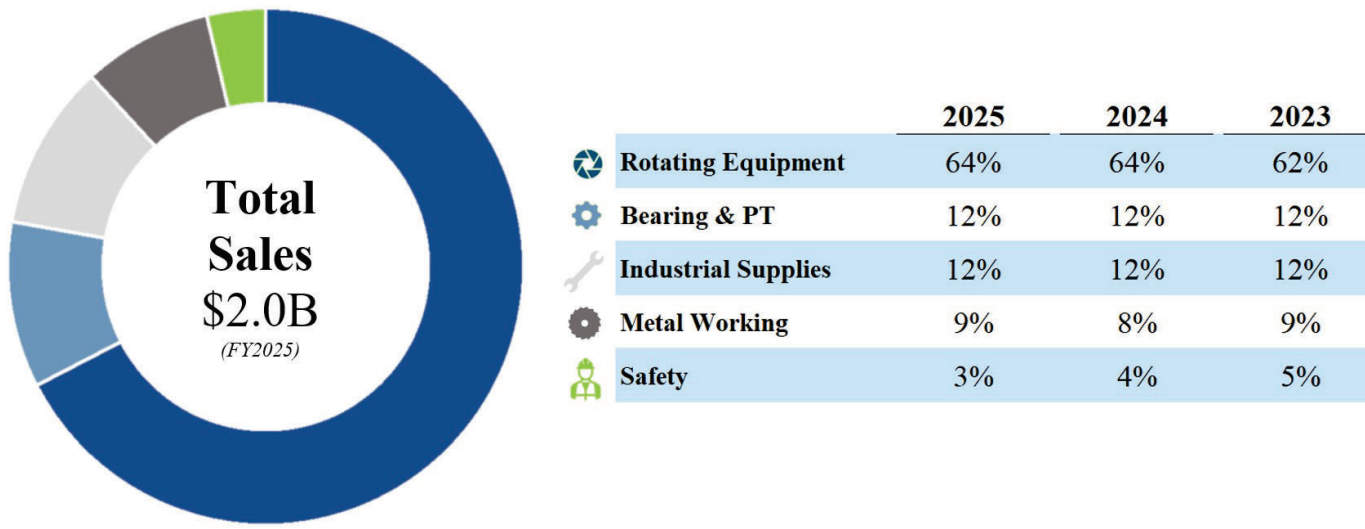 Total
Sales
$2.0B
(FY2025)
2025 2024 2023
Rotating Equipment 64% 64% 62%
Bearing & PT 12% 12% 12%
Industrial Supplies 12% 12% 12%
Metal Working 9% 8% 9%
Safety 3% 4% 5%